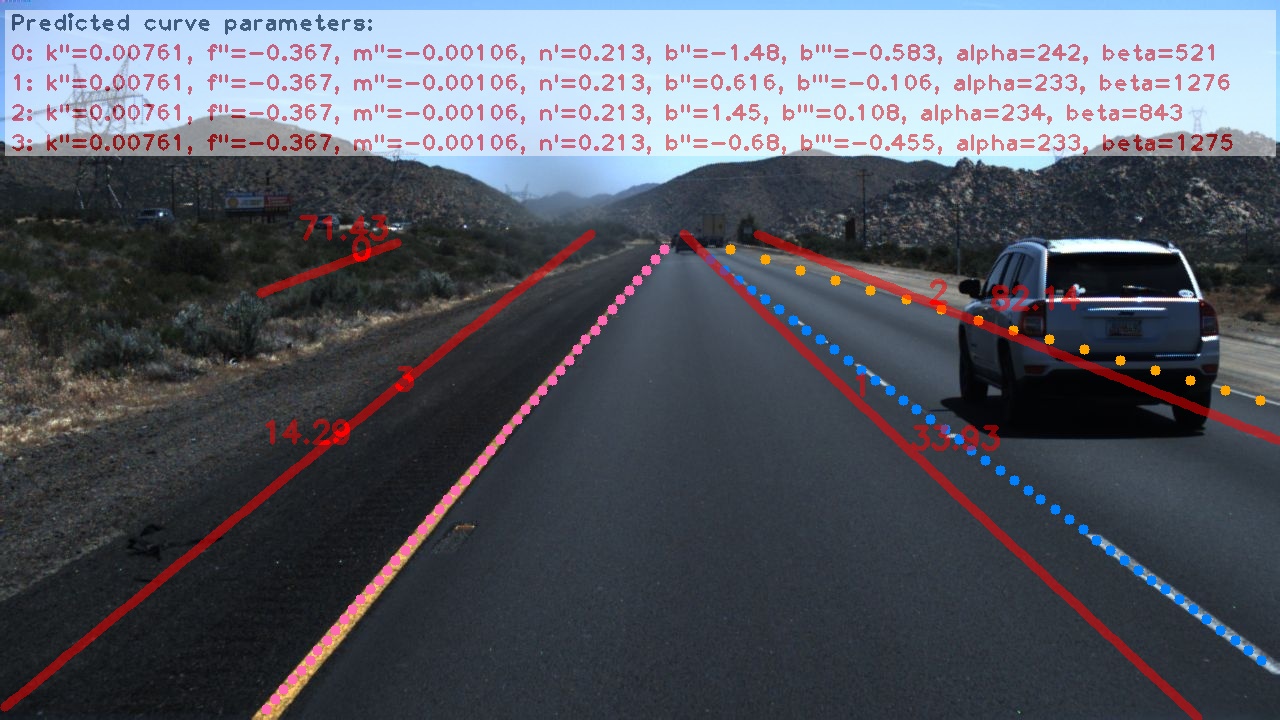 Predicted curve parameters:
0: k''=0.00761, f''=−0.367, m''=−0.00106, n'=0.213, b''=−1.48, b'''=−0.583, alpha=242, beta=521
1: k''=0.00761, f''=−0.367, m''=−0.00106, n'=0.213, b''=0.616, b'''=−0.106, alpha=233, beta=1276
2: k''=0.00761, f''=−0.367, m''=−0.00106, n'=0.213, b''=1.45, b'''=0.108, alpha=234, beta=843
3: k''=0.00761, f''=−0.367, m''=−0.00106, n'=0.213, b''=−0.68, b'''=−0.455, alpha=233, beta=1275
71.43
0
2
82.14
3
1
14.29